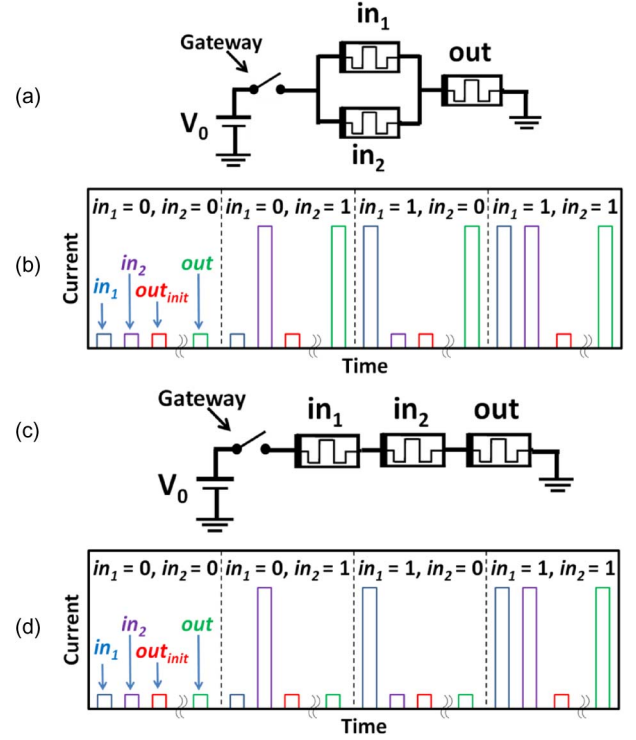 (a)
Gateway
in1
out
V0
in2
(b)
Current
in1 = 0, in2 = 0
in1 = 0, in2 = 1
in1 = 1, in2 = 0
in1 = 1, in2 = 1
in1
in2
outinit
out
Time
(c)
Gateway
in1
in2
out
V0
(d)
Current
in1 = 0, in2 = 0
in1 = 0, in2 = 1
in1 = 1, in2 = 0
in1 = 1, in2 = 1
in1
in2
outinit
out
Time